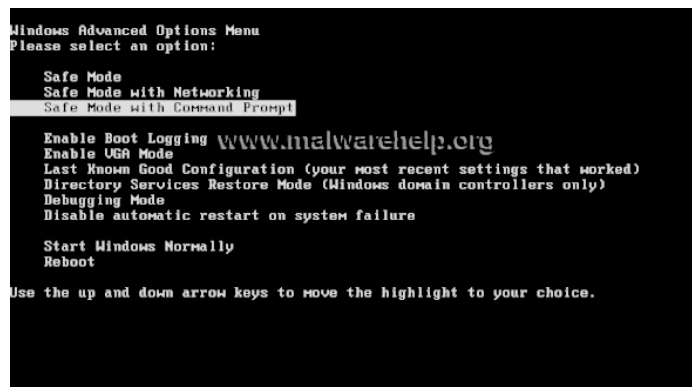 Windows Advanced Options Menu
Please select an option:
Safe Mode
Safe Mode with Networking
Safe Mode with Command Prompt
Enable Boot Logging
www.malwarehelp.org
Enable VGA Mode
Last Known Good Configuration (your most recent settings that worked)
Directory Services Restore Mode (Windows domain controllers only)
Debugging Mode
Disable automatic restart on system failure
Start Windows Normally
Reboot
Use the up and down arrow keys to move the highlight to your choice.